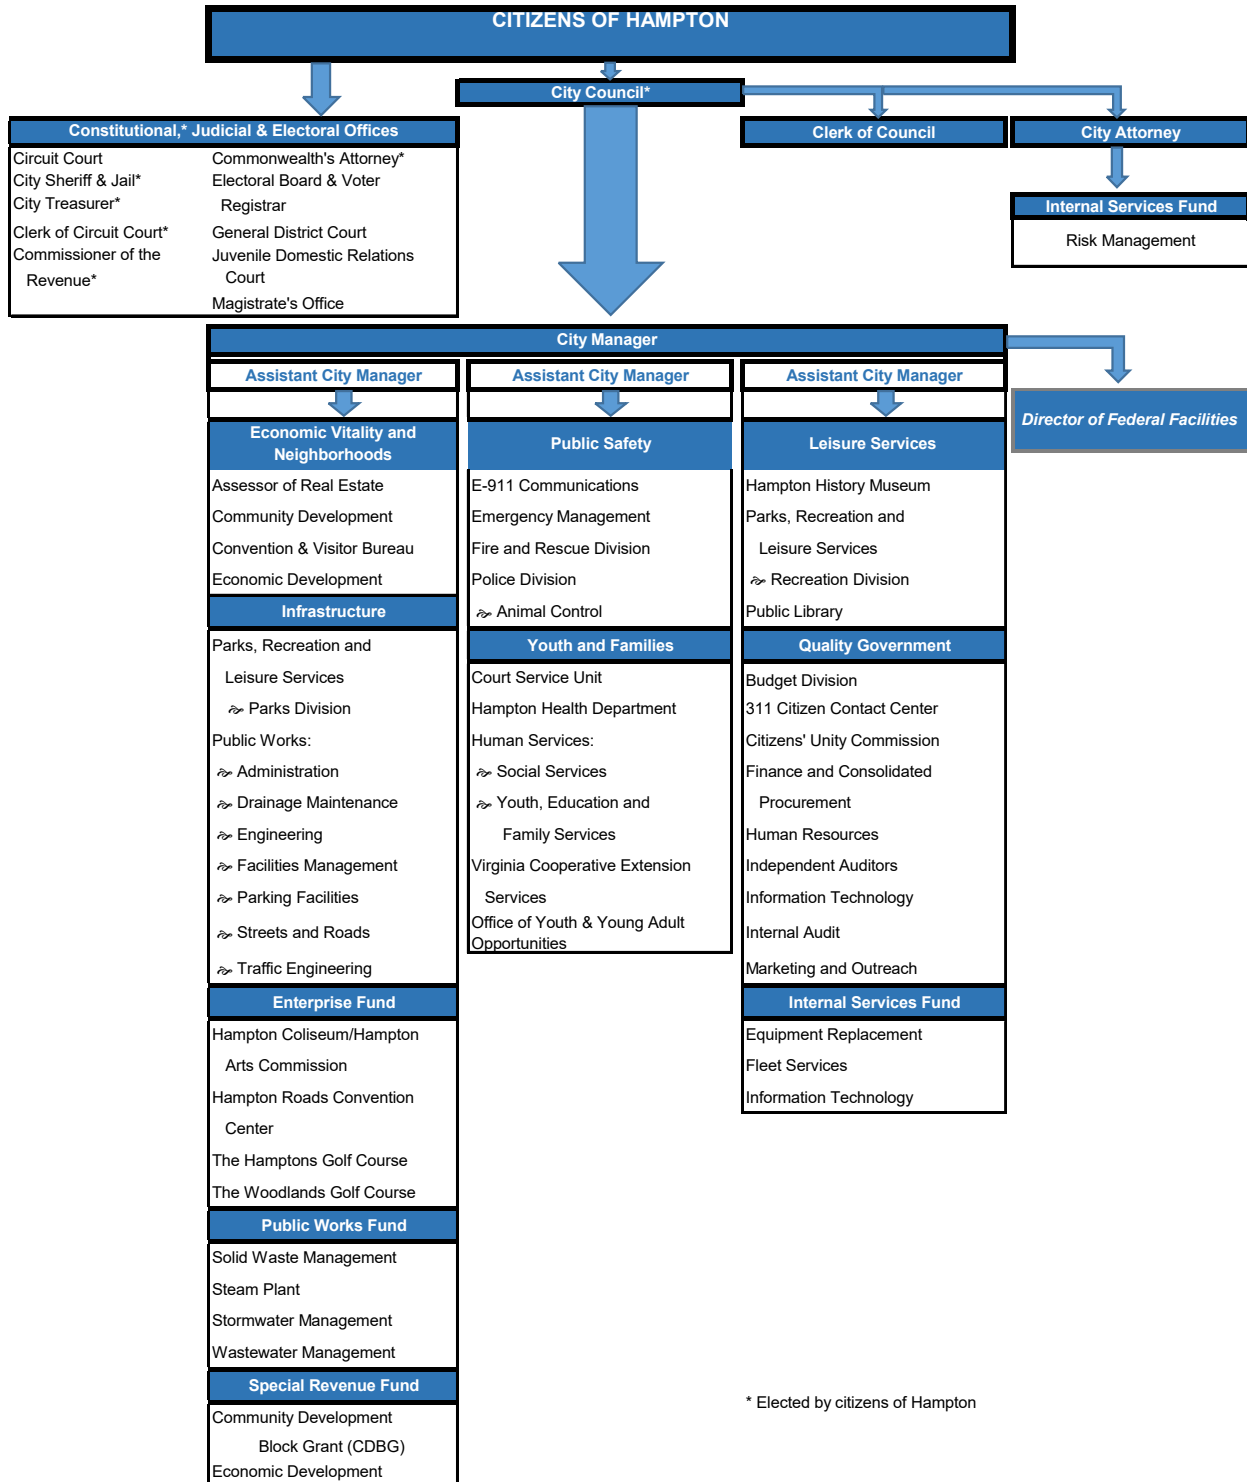 CITIZENS OF HAMPTON
City Council*
Constitutional,* Judicial & Electoral Offices
Circuit Court
City Sheriff & Jail*
City Treasurer*
Clerk of Circuit Court*
Commissioner of the
Revenue*
Commonwealth's Attorney*
Electoral Board & Voter
Registrar
General District Court
Juvenile Domestic Relations
Court
Magistrate's Office
Clerk of Council
City Attorney
Internal Services Fund
Risk Management
City Manager
Director of Federal Facilities
Assistant City Manager
Economic Vitality and
Neighborhoods
Assessor of Real Estate
Community Development
Convention & Visitor Bureau
Economic Development
Infrastructure
Parks, Recreation and
Leisure Services
Parks Division
Public Works:
Administration
Drainage Maintenance
Engineering
Facilities Management
Parking Facilities
Streets and Roads
Traffic Engineering
Enterprise Fund
Hampton Coliseum/Hampton
Arts Commission
Hampton Roads Convention
Center
The Hamptons Golf Course
The Woodlands Golf Course
Public Works Fund
Solid Waste Management
Steam Plant
Stormwater Management
Wastewater Management
Special Revenue Fund
Community Development
Block Grant (CDBG)
Economic Development
Assistant City Manager
Public Safety
E-911 Communications
Emergency Management
Fire and Rescue Division
Police Division
Animal Control
Youth and Families
Court Service Unit
Hampton Health Department
Human Services:
Social Services
Youth, Education and
Family Services
Virginia Cooperative Extension
Services
Office of Youth & Young Adult
Opportunities
Assistant City Manager
Leisure Services
Hampton History Museum
Parks, Recreation and
Leisure Services
Recreation Division
Public Library
Quality Government
Budget Division
311 Citizen Contact Center
Citizens' Unity Commission
Finance and Consolidated
Procurement
Human Resources
Independent Auditors
Information Technology
Internal Audit
Marketing and Outreach
Internal Services Fund
Equipment Replacement
Fleet Services
Information Technology
* Elected by citizens of Hampton